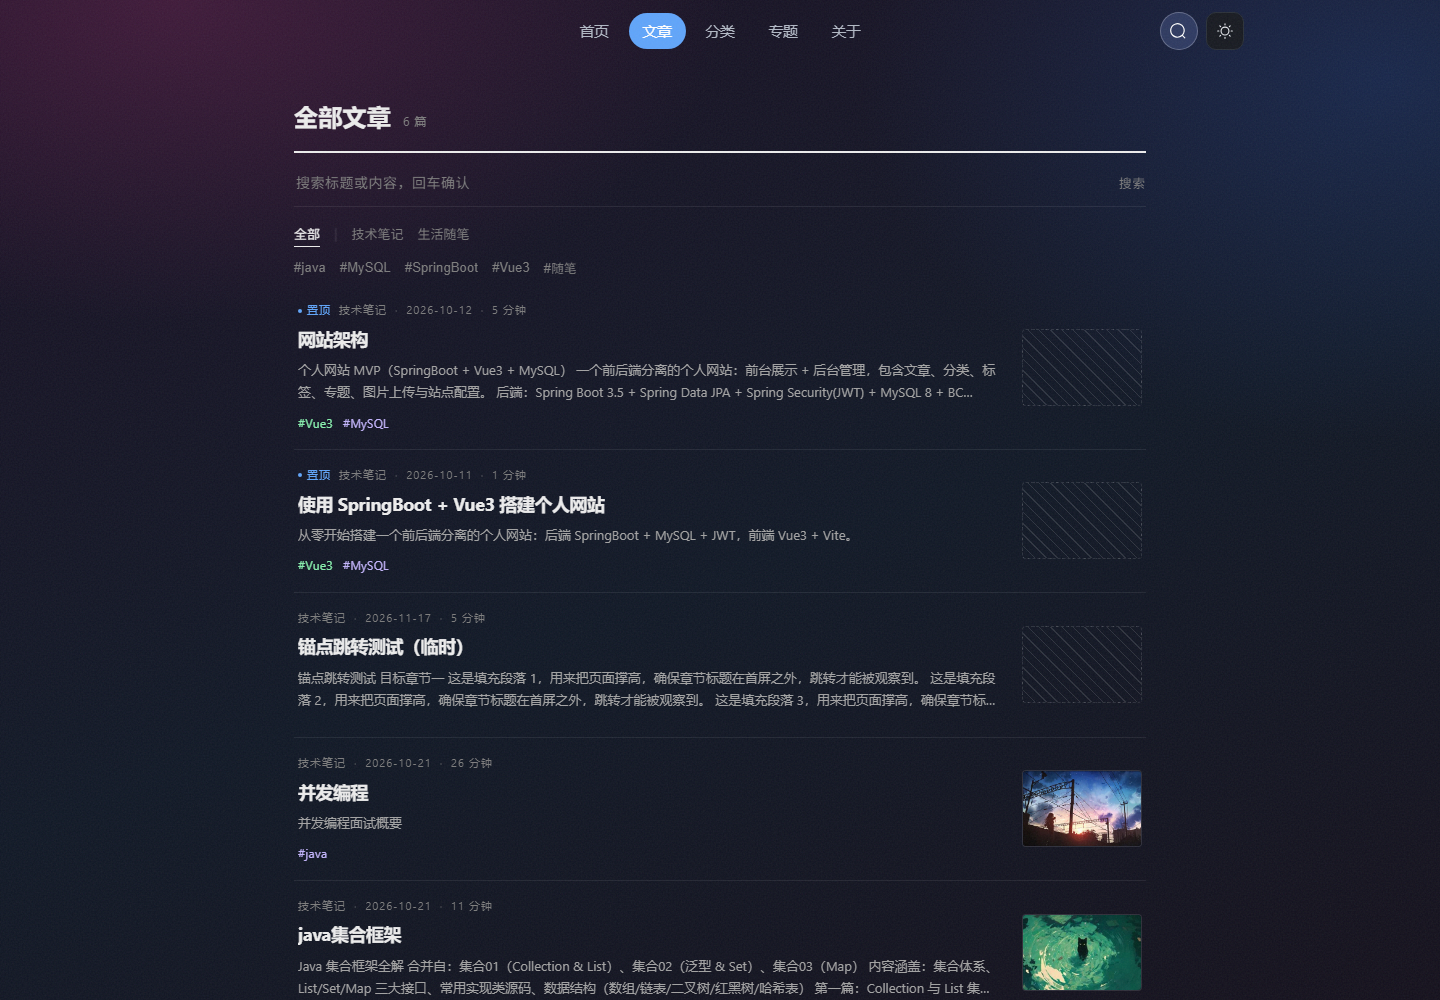 首页 文章 分类 专题 关于
全部文章 6 篇
搜索标题或内容，回车确认 搜索
全部 | 技术笔记 生活随笔
#java #MySQL #SpringBoot #Vue3 #随笔
置顶 技术笔记 · 2026-10-12 · 5 分钟
网站架构
个人网站 MVP（SpringBoot + Vue3 + MySQL） 一个前后端分离的个人网站：前台展示 + 后台管理，包含文章、分类、标
签、专题、图片上传与站点配置。 后端：Spring Boot 3.5 + Spring Data JPA + Spring Security(JWT) + MySQL 8 + BC...
#Vue3 #MySQL
置顶 技术笔记 · 2026-10-11 · 1 分钟
使用 SpringBoot + Vue3 搭建个人网站
从零开始搭建一个前后端分离的个人网站：后端 SpringBoot + MySQL + JWT，前端 Vue3 + Vite。
#Vue3 #MySQL
技术笔记 · 2026-11-17 · 5 分钟
锚点跳转测试（临时）
锚点跳转测试 目标章节一 这是填充段落 1，用来把页面撑高，确保章节标题在首屏之外，跳转才能被观察到。 这是填充段
落 2，用来把页面撑高，确保章节标题在首屏之外，跳转才能被观察到。 这是填充段落 3，用来把页面撑高，确保章节标...
技术笔记 · 2026-10-21 · 26 分钟
并发编程
并发编程面试概要
#java
技术笔记 · 2026-10-21 · 11 分钟
java集合框架
Java 集合框架全解 合并自：集合01（Collection & List）、集合02（泛型 & Set）、集合03（Map） 内容涵盖：集合体系、
List/Set/Map 三大接口、常用实现类源码、数据结构（数组/链表/二叉树/红黑树/哈希表） 第一篇：Collection 与 List 集...